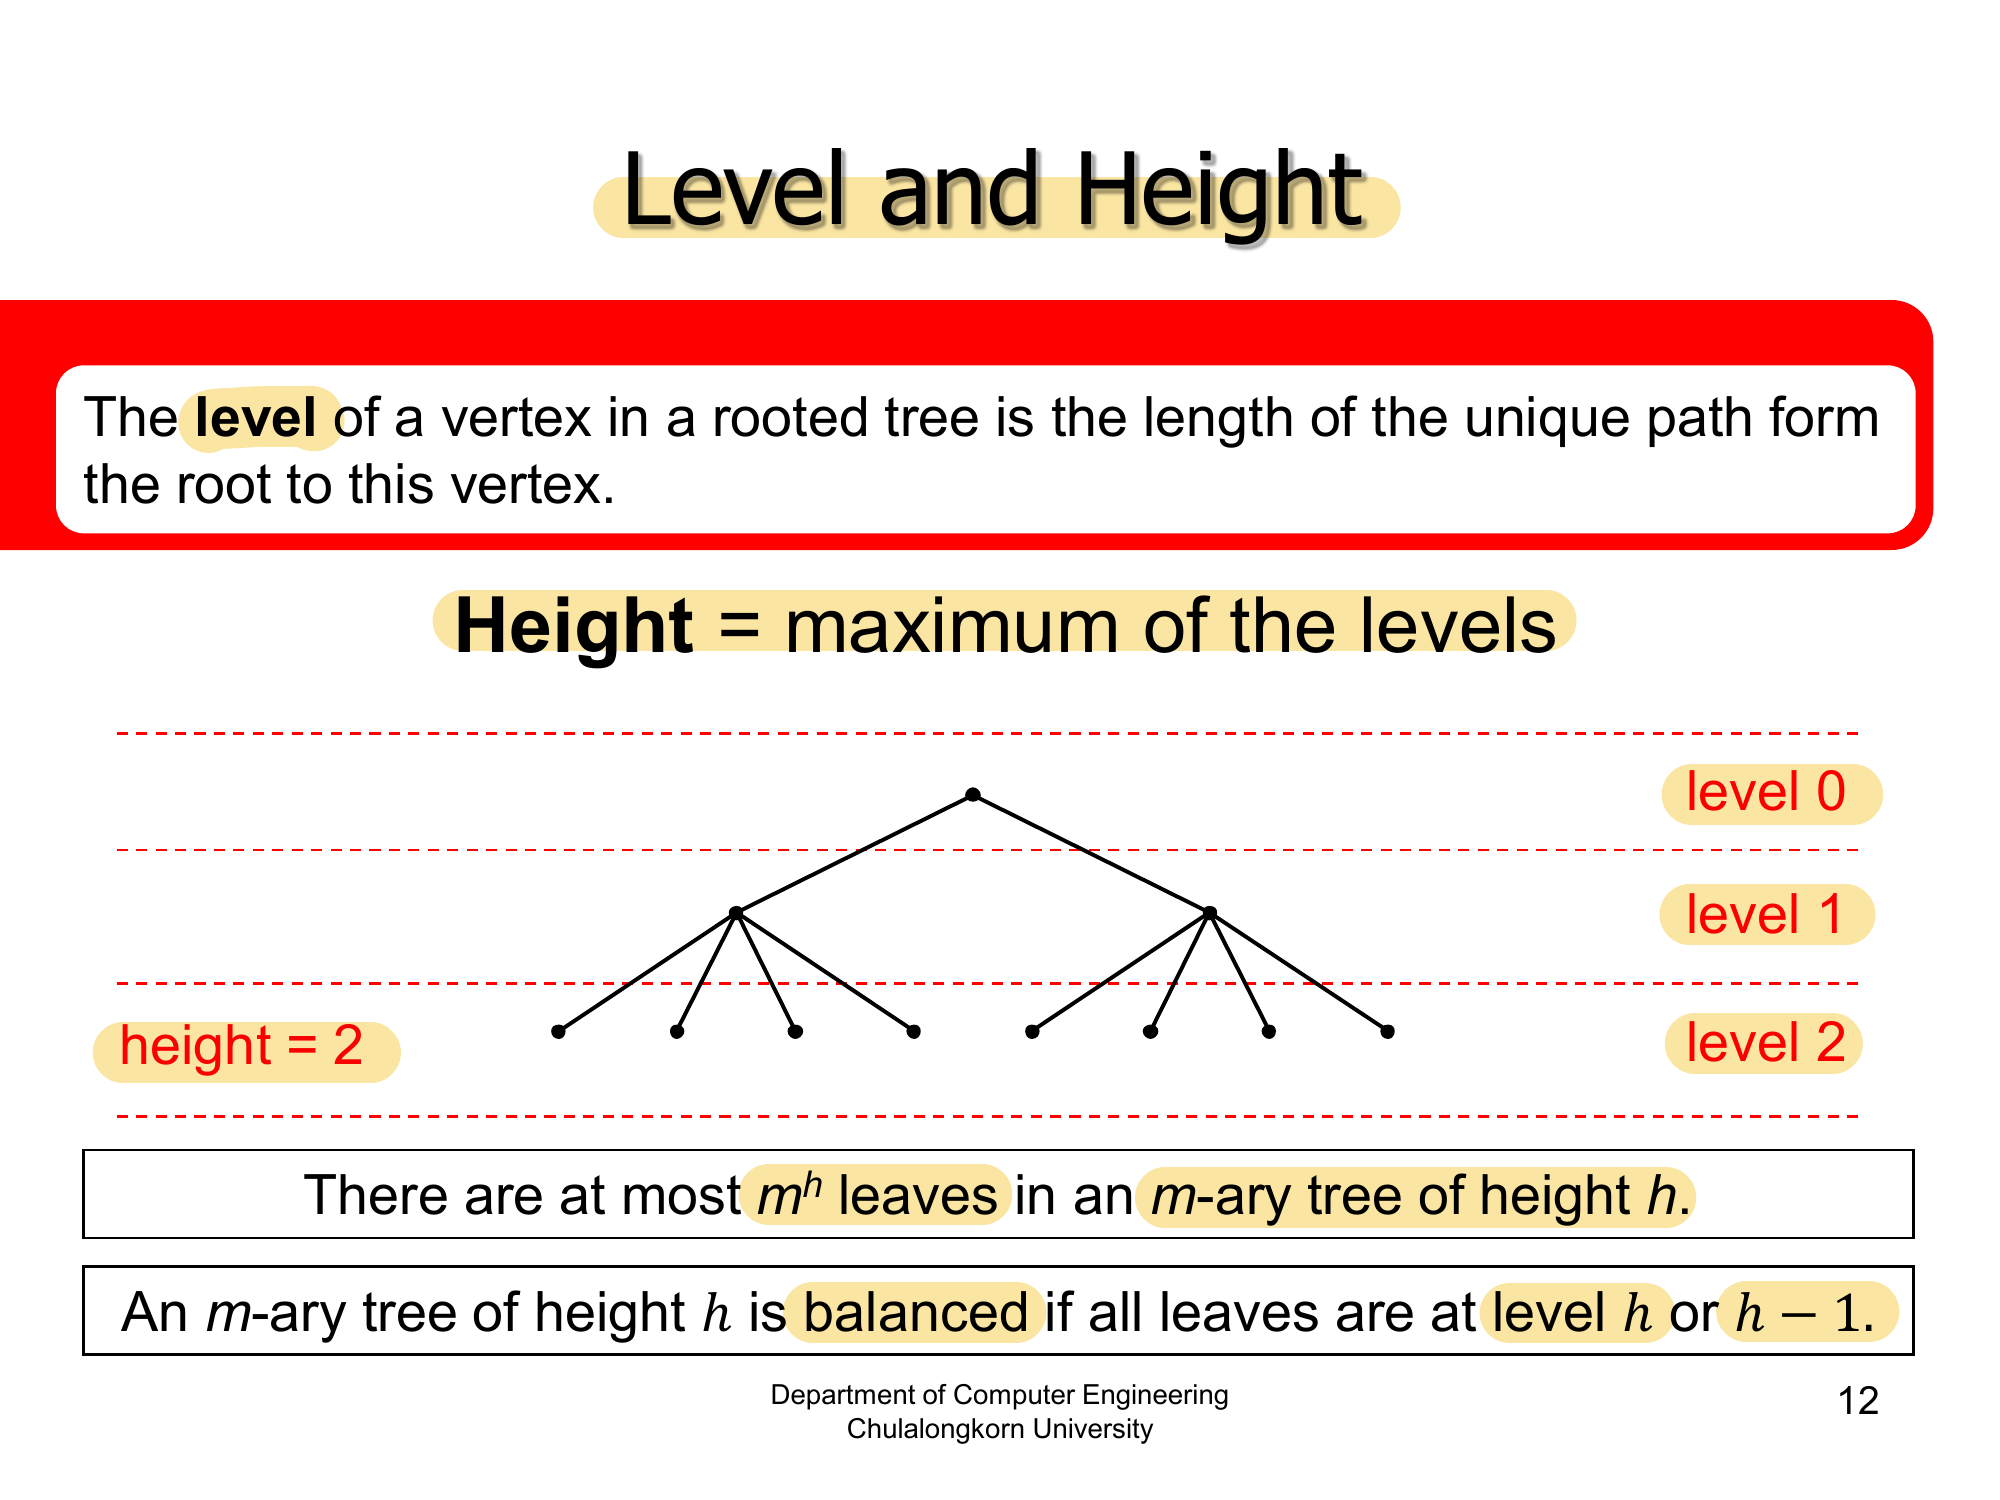 Level and Height
The level of a vertex in a rooted tree is the length of the unique path form
the root to this vertex.
Height = maximum of the levels
level 0
level 1
height = 2
level 2
There are at most mʰ leaves in an m-ary tree of height h.
An m-ary tree of height ℎ is balanced if all leaves are at level ℎ or ℎ − 1.
Department of Computer Engineering
Chulalongkorn University
12